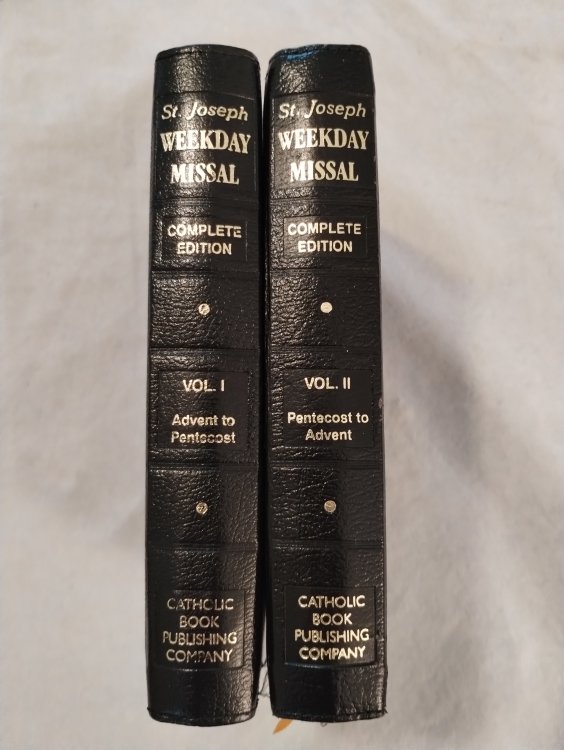 St. Joseph
WEEKDAY
MISSAL
COMPLETE
EDITION
VOL. I
Advent to
Pentecost
CATHOLIC
BOOK
PUBLISHING
COMPANY
St. Joseph
WEEKDAY
MISSAL
COMPLETE
EDITION
VOL. II
Pentecost to
Advent
CATHOLIC
BOOK
PUBLISHING
COMPANY